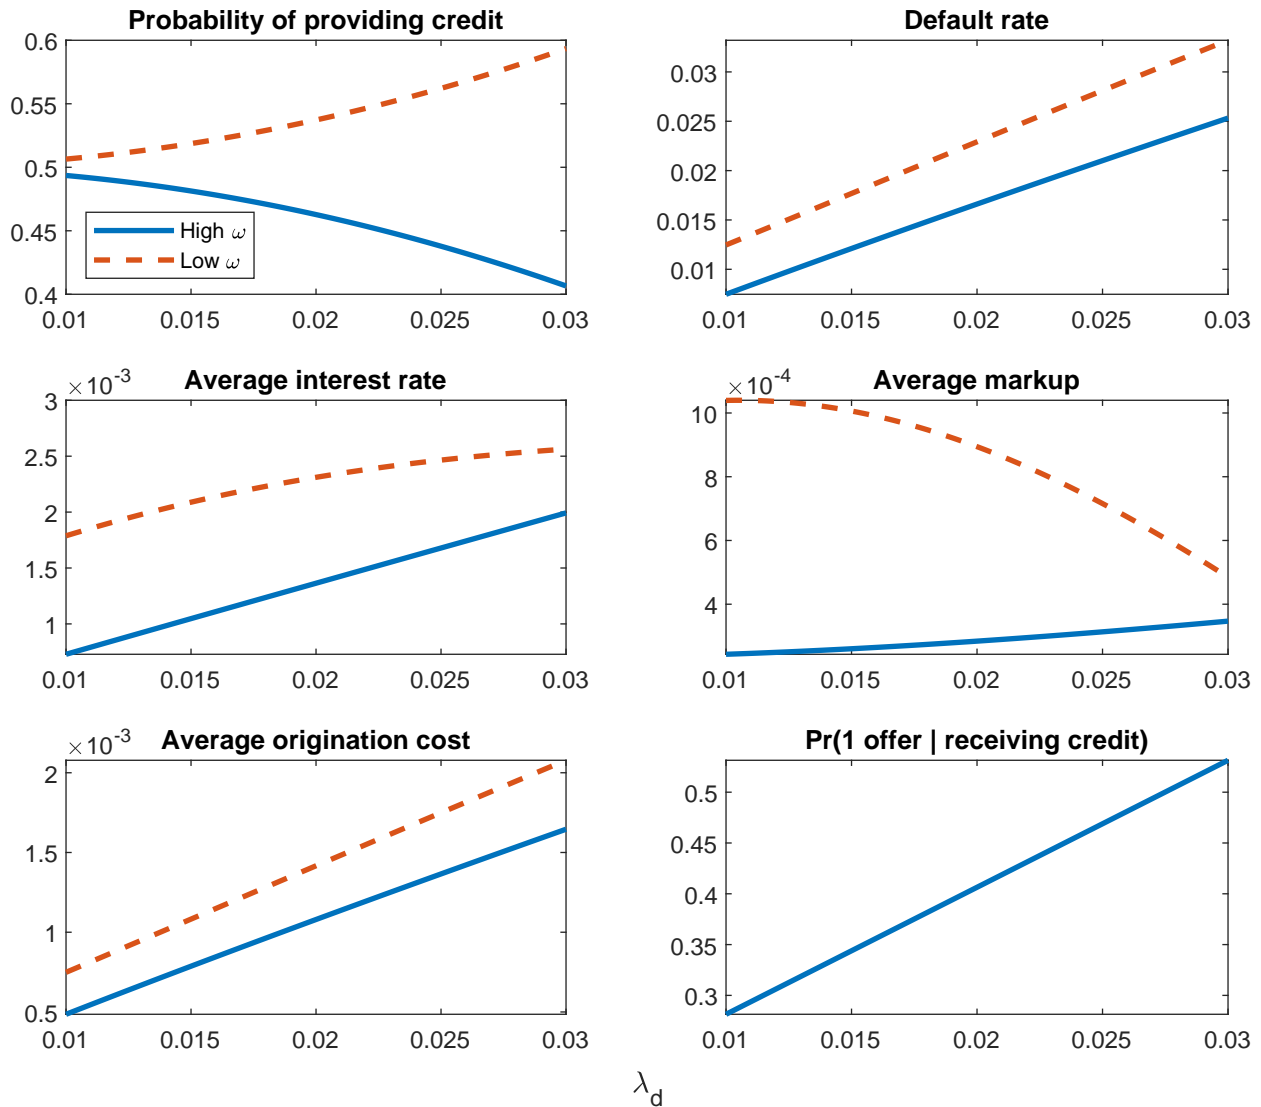 Probability of providing credit
0.6
0.55
0.5
0.45
0.4
0.01 0.015 0.02 0.025 0.03
High ω
Low ω
Default rate
0.03
0.025
0.02
0.015
0.01
0.01 0.015 0.02 0.025 0.03
×10-3 Average interest rate
3
2.5
2
1.5
1
0.01 0.015 0.02 0.025 0.03
×10-4 Average markup
10
8
6
4
0.01 0.015 0.02 0.025 0.03
×10-3 Average origination cost
2
1.5
1
0.5
0.01 0.015 0.02 0.025 0.03
Pr(1 offer | receiving credit)
0.5
0.45
0.4
0.35
0.3
0.01 0.015 0.02 0.025 0.03
λd